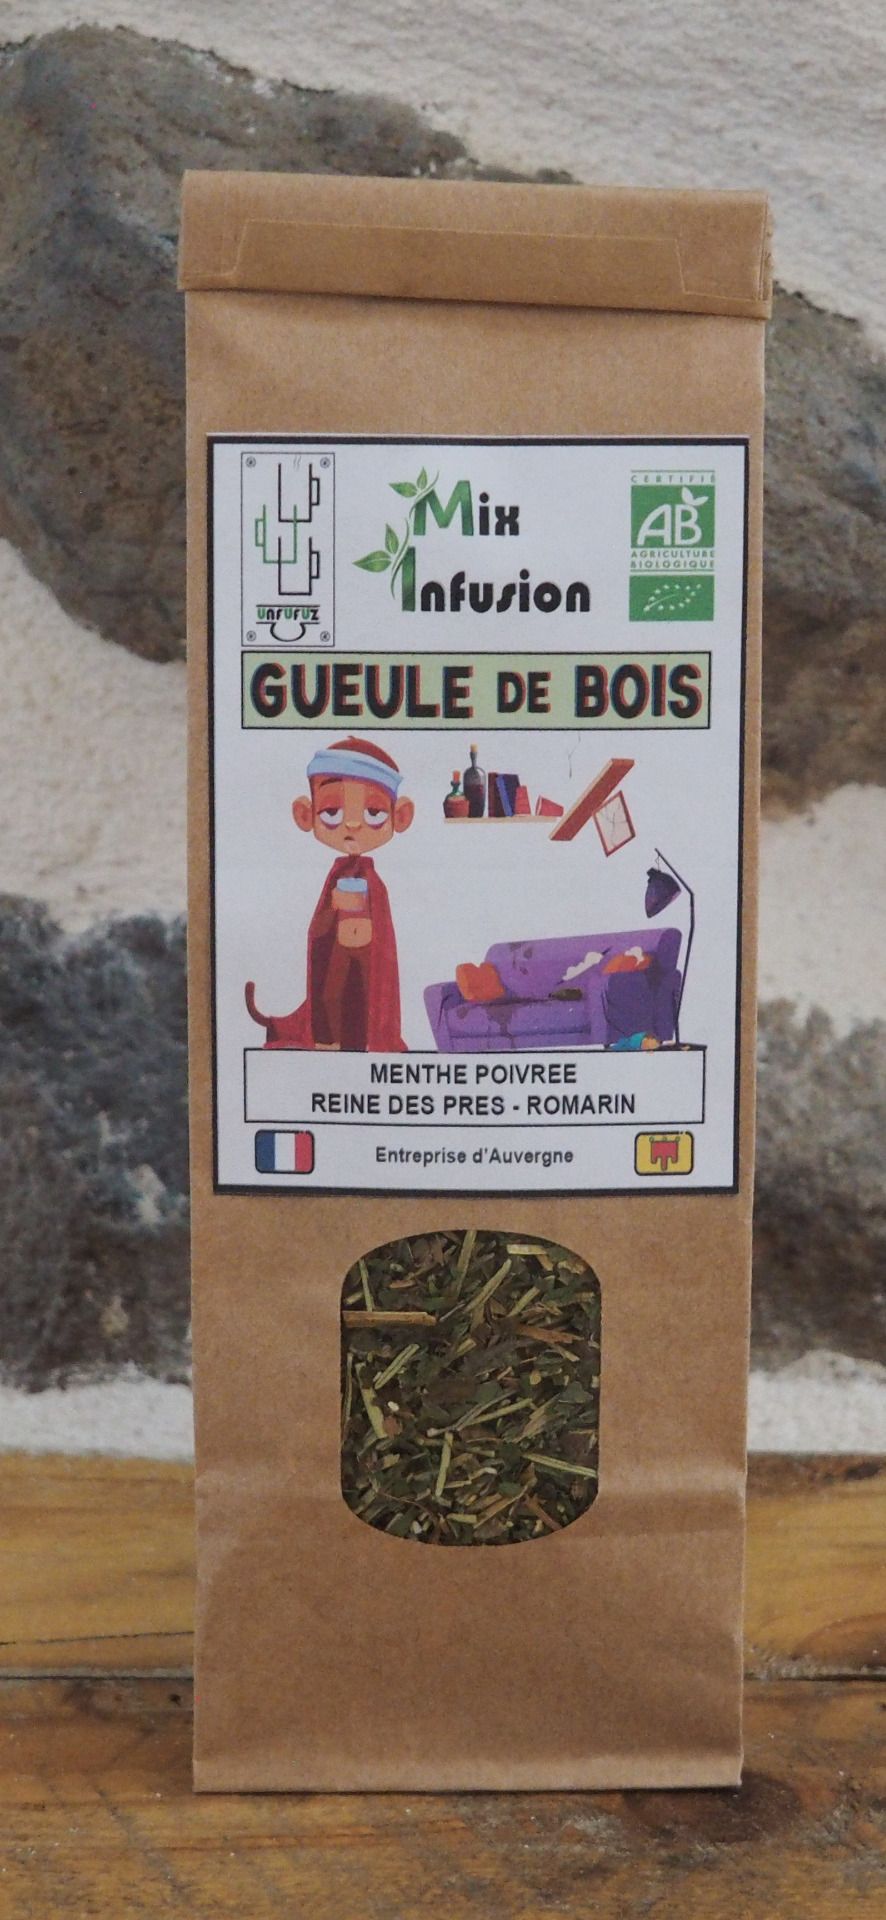 UNFUFUZ
Mix
Infusion
CERTIFIÉ
AB
AGRICULTURE
BIOLOGIQUE
GUEULE DE BOIS
MENTHE POIVREE
REINE DES PRES - ROMARIN
Entreprise d'Auvergne